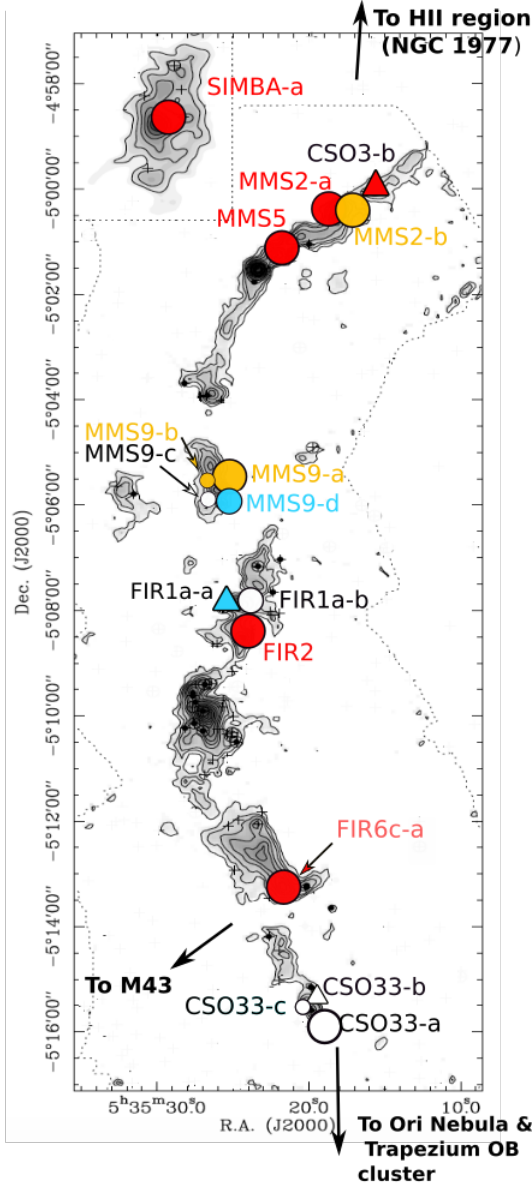 To HII region
(NGC 1977)
−4°58′00″
SIMBA-a
CSO3-b
−5°00′00″
MMS2-a
MMS5
MMS2-b
−5°02′00″
−5°04′00″
MMS9-b
MMS9-c
MMS9-a
−5°06′00″
MMS9-d
Dec. (J2000)
FIR1a-a
FIR1a-b
−5°08′00″
FIR2
−5°10′00″
−5°12′00″
FIR6c-a
−5°14′00″
To M43
CSO33-b
CSO33-c
CSO33-a
−5°16′00″
5ʰ35ᵐ30ˢ.0 20ˢ.0 10ˢ.0
R.A. (J2000)
To Ori Nebula &
Trapezium OB
cluster